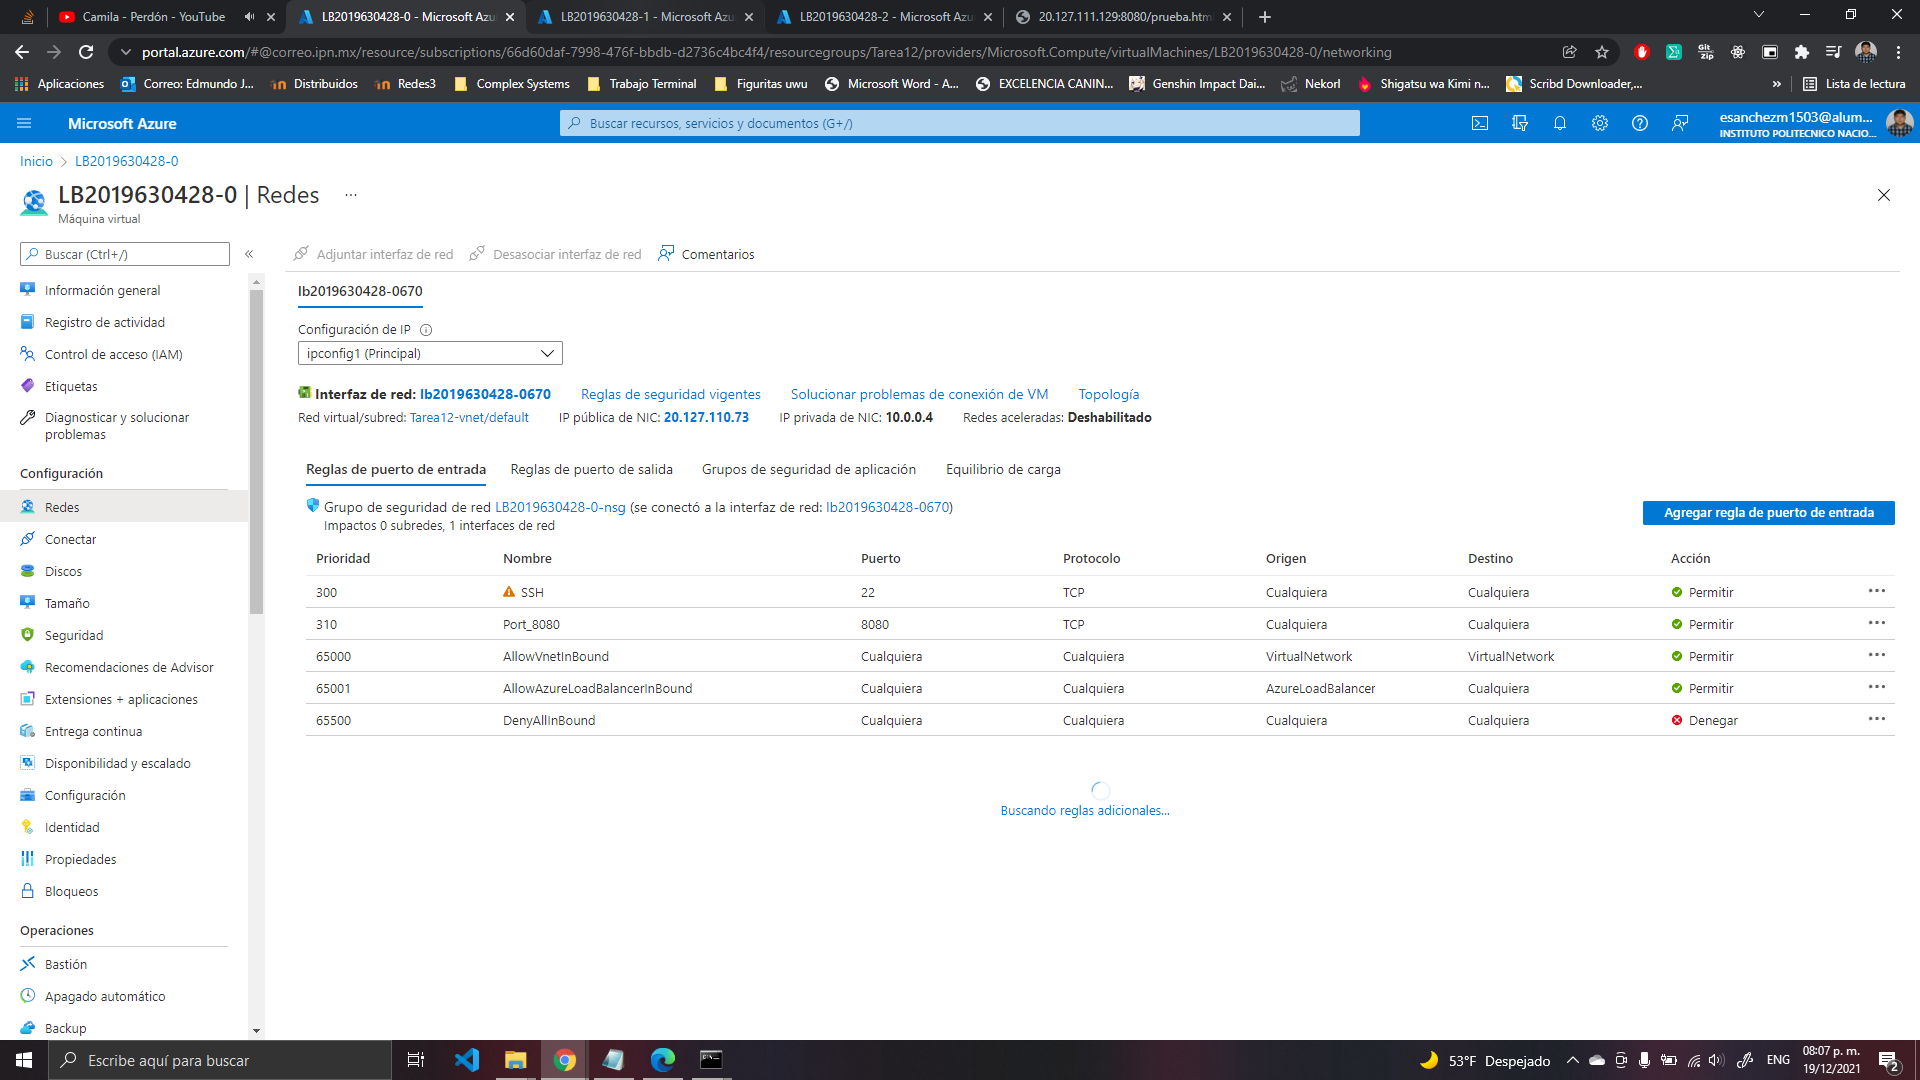 Camila - Perdón - YouTube
LB2019630428-0 - Microsoft Azu
LB2019630428-1 - Microsoft Azu
LB2019630428-2 - Microsoft Azu
20.127.111.129:8080/prueba.htm
portal.azure.com/#@correo.ipn.mx/resource/subscriptions/66d60daf-7998-476f-bbdb-d2736c4bc4f4/resourcegroups/Tarea12/providers/Microsoft.Compute/virtualMachines/LB2019630428-0/networking
Aplicaciones
Correo: Edmundo J...
Distribuidos
Redes3
Complex Systems
Trabajo Terminal
Figuritas uwu
Microsoft Word - A...
EXCELENCIA CANIN...
Genshin Impact Dai...
Nekorl
Shigatsu wa Kimi n...
Scribd Downloader,...
»
Lista de lectura
Microsoft Azure
Buscar recursos, servicios y documentos (G+/)
esanchezm1503@alum...
INSTITUTO POLITECNICO NACIO...
Inicio > LB2019630428-0
LB2019630428-0 | Redes ...
Máquina virtual
Buscar (Ctrl+/)
«
Información general
Registro de actividad
Control de acceso (IAM)
Etiquetas
Diagnosticar y solucionar
problemas
Configuración
Redes
Conectar
Discos
Tamaño
Seguridad
Recomendaciones de Advisor
Extensiones + aplicaciones
Entrega continua
Disponibilidad y escalado
Configuración
Identidad
Propiedades
Bloqueos
Operaciones
Bastión
Apagado automático
Backup
Adjuntar interfaz de red
Desasociar interfaz de red
Comentarios
lb2019630428-0670
Configuración de IP
ipconfig1 (Principal)
Interfaz de red: lb2019630428-0670 Reglas de seguridad vigentes Solucionar problemas de conexión de VM Topología
Red virtual/subred: Tarea12-vnet/default IP pública de NIC: 20.127.110.73 IP privada de NIC: 10.0.0.4 Redes aceleradas: Deshabilitado
Reglas de puerto de entrada Reglas de puerto de salida Grupos de seguridad de aplicación Equilibrio de carga
Grupo de seguridad de red LB2019630428-0-nsg (se conectó a la interfaz de red: lb2019630428-0670)
Impactos 0 subredes, 1 interfaces de red
Agregar regla de puerto de entrada
Prioridad Nombre Puerto Protocolo Origen Destino Acción
300 SSH 22 TCP Cualquiera Cualquiera Permitir ...
310 Port_8080 8080 TCP Cualquiera Cualquiera Permitir ...
65000 AllowVnetInBound Cualquiera Cualquiera VirtualNetwork VirtualNetwork Permitir ...
65001 AllowAzureLoadBalancerInBound Cualquiera Cualquiera AzureLoadBalancer Cualquiera Permitir ...
65500 DenyAllInBound Cualquiera Cualquiera Cualquiera Cualquiera Denegar ...
Buscando reglas adicionales...
Escribe aquí para buscar
53°F Despejado
ENG
08:07 p. m.
19/12/2021
2